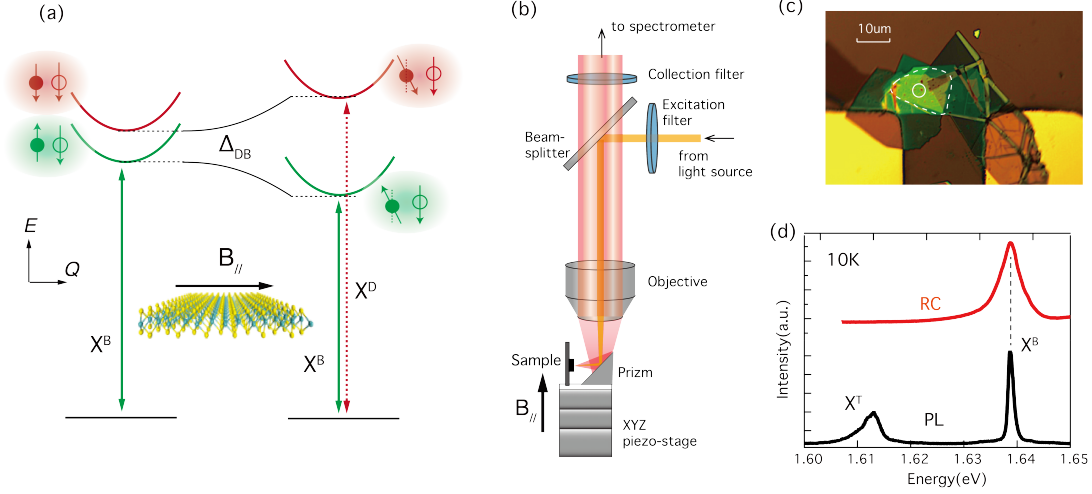 (a)
Δ_DB
E
Q
B_//
X^B
X^B
X^D
(b)
to spectrometer
Collection filter
Excitation
filter
Beam-
splitter
from
light source
Objective
Sample
Prizm
B_//
XYZ
piezo-stage
(c)
10um
(d)
10K
RC
X^B
X^T
PL
Intensity(a.u.)
1.60 1.61 1.62 1.63 1.64 1.65
Energy(eV)